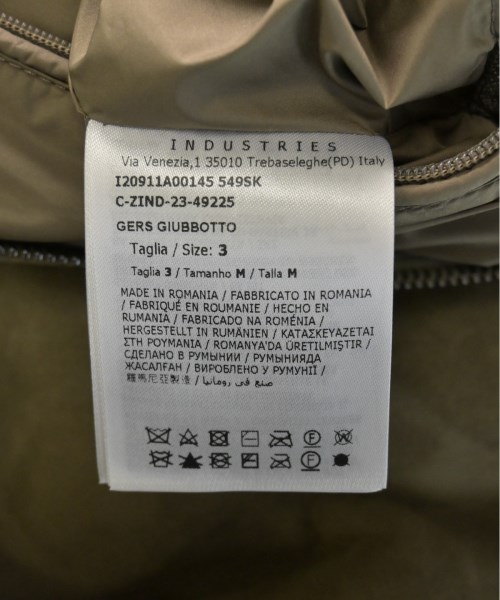 INDUSTRIES
Via Venezia,1 35010 Trebaseleghe(PD) Italy
I20911A00145 549SK
C-ZIND-23-49225
GERS GIUBBOTTO
Taglia / Size: 3
Taglia 3 / Tamanho M / Talla M
MADE IN ROMANIA / FABBRICATO IN ROMANIA
/ FABRIQUÉ EN ROUMANIE / HECHO EN
RUMANIA / FABRICADO NA ROMÉNIA /
HERGESTELLT IN RUMÄNIEN / ΚΑΤΑΣΚΕΥΑΖΕΤΑΙ
ΣΤΗ ΡΟΥΜΑΝΙΑ / ROMANYA'DA ÜRETILMIŞTIR /
СДЕЛАНО В РУМЫНИИ / РУМЫНИЯДА
ЖАСАЛҒАН / ВИРОБЛЕНО У РУМУНІЇ /
羅馬尼亞製造 / صنع في رومانيا